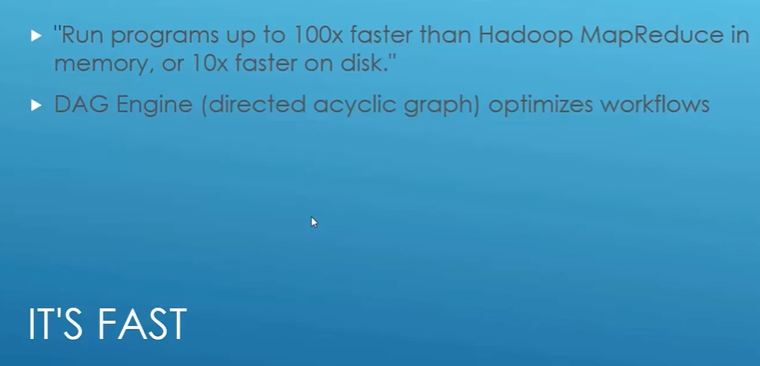 "Run programs up to 100x faster than Hadoop MapReduce in
memory, or 10x faster on disk."
DAG Engine (directed acyclic graph) optimizes workflows
IT'S FAST